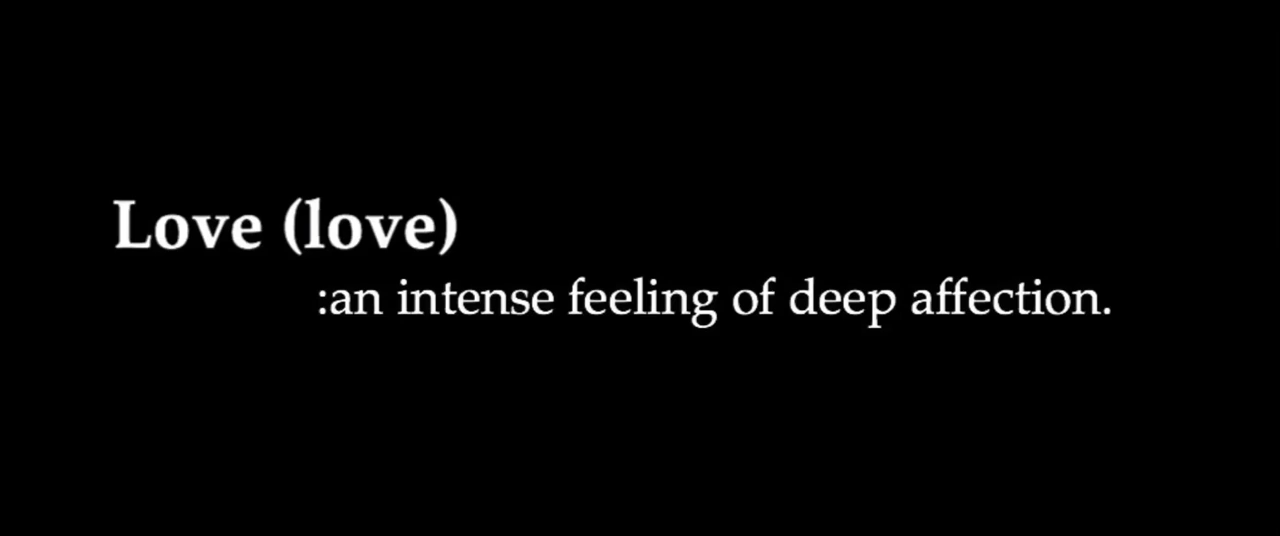 Love (love)
:an intense feeling of deep affection.